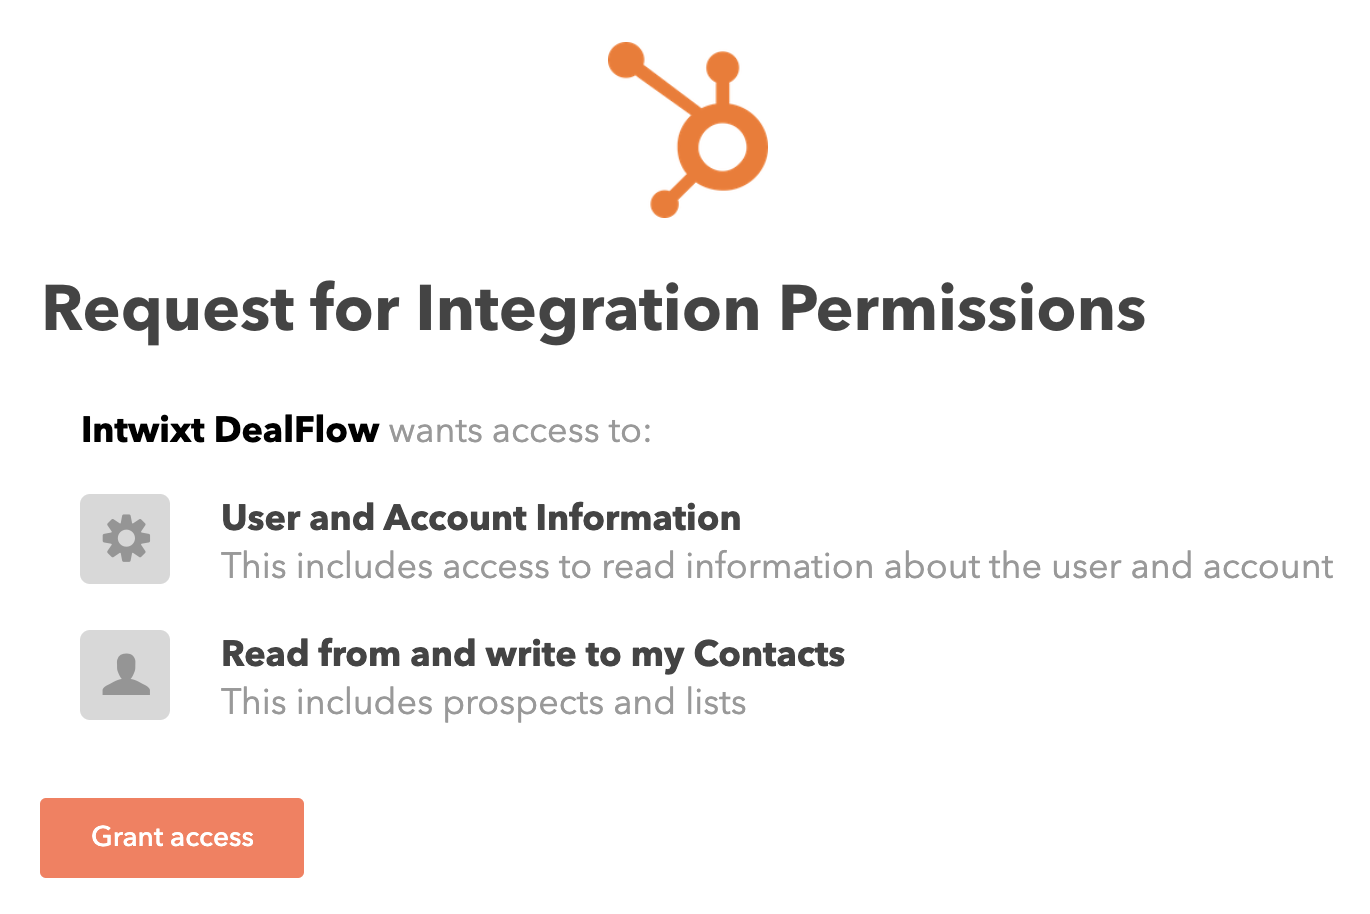 Request for Integration Permissions
Intwixt DealFlow wants access to:
User and Account Information
This includes access to read information about the user and account
Read from and write to my Contacts
This includes prospects and lists
Grant access